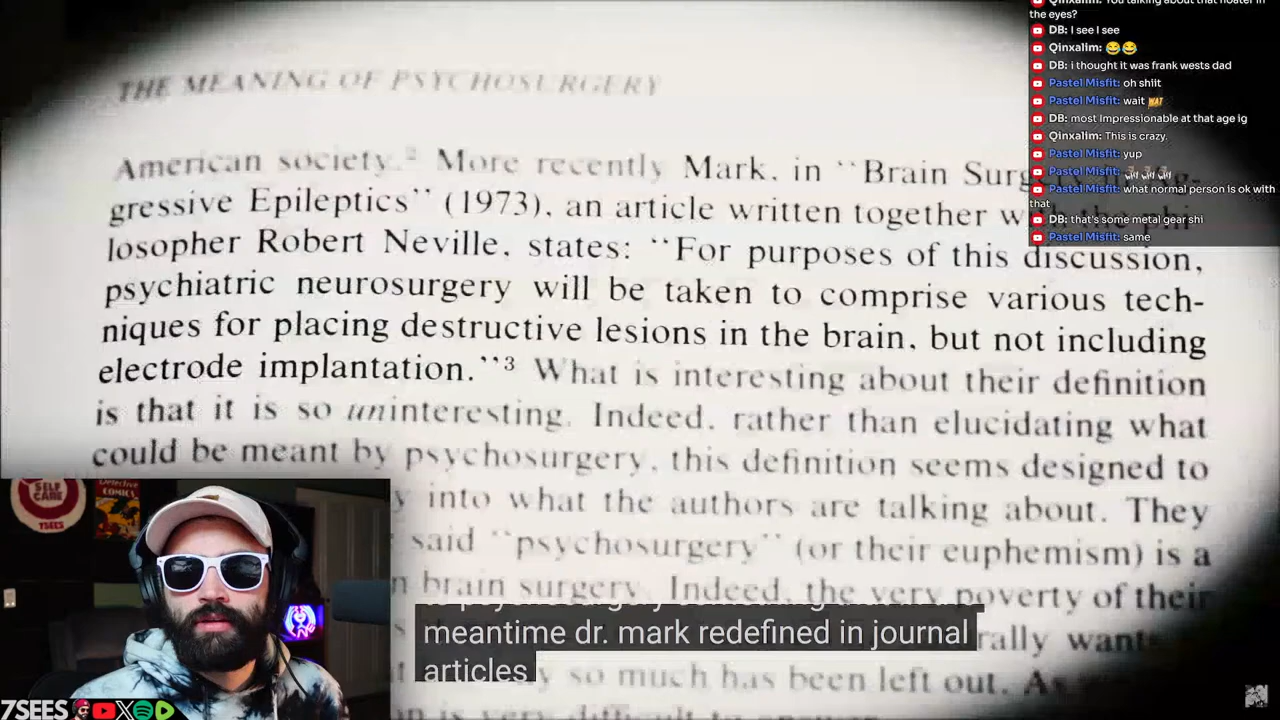 the eyes?
DB: I see I see
Qinxalim: 😂😂
DB: i thought it was frank wests dad
Pastel Misfit: oh shiit
Pastel Misfit: wait
DB: most Impressionable at that age ig
Qinxalim: This is crazy.
Pastel Misfit: yup
Pastel Misfit:
Pastel Misfit: what normal person is ok with
that
DB: that's some metal gear shi
Pastel Misfit: same
THE MEANING OF PSYCHOSURGERY
American society.² More recently Mark, in “Brain Surg
gressive Epileptics” (1973), an article written together
losopher Robert Neville, states: “For purposes of this discussion,
psychiatric neurosurgery will be taken to comprise various tech-
niques for placing destructive lesions in the brain, but not including
electrode implantation.”³ What is interesting about their definition
is that it is so uninteresting. Indeed, rather than elucidating what
could be meant by psychosurgery, this definition seems designed to
into what the authors are talking about. They
said “psychosurgery” (or their euphemism) is a
brain surgery. Indeed, the very poverty of their
so much has been left out. As
meantime dr. mark redefined in journal
articles
SELF
CARE
7SEES
COMICS
7SEES